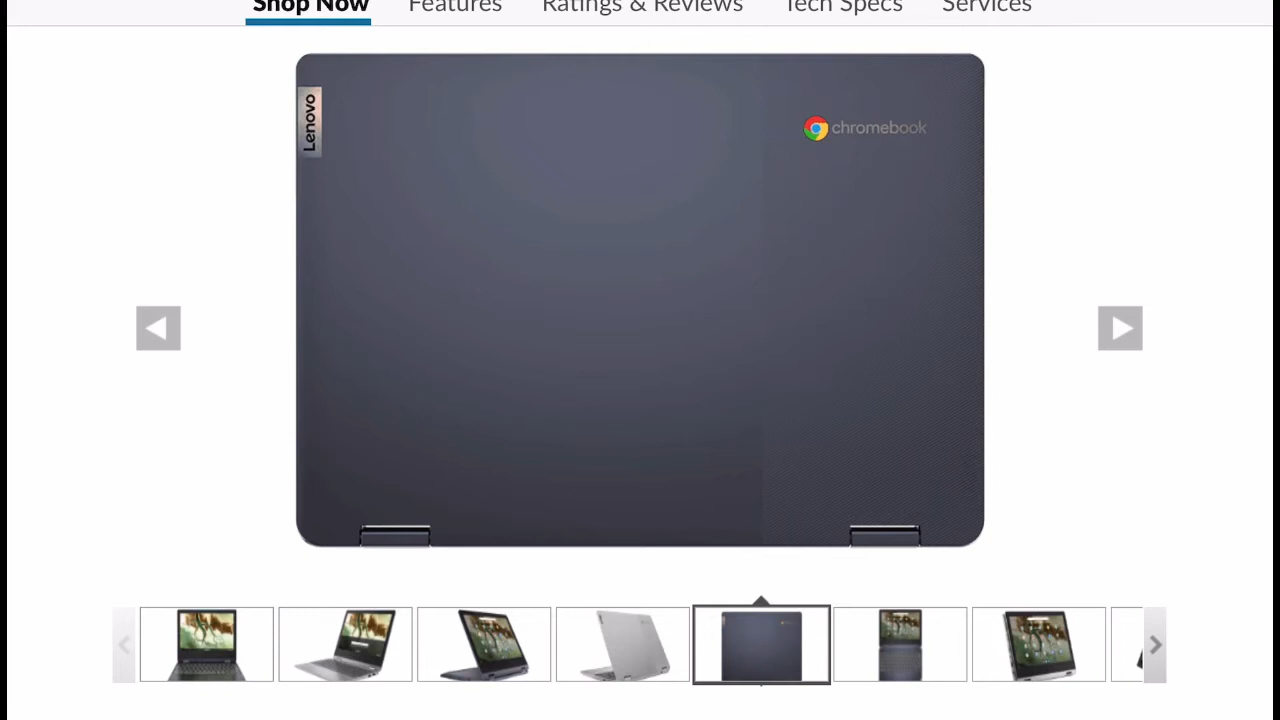 Shop Now Features Ratings & Reviews Tech Specs Services
Lenovo
chromebook